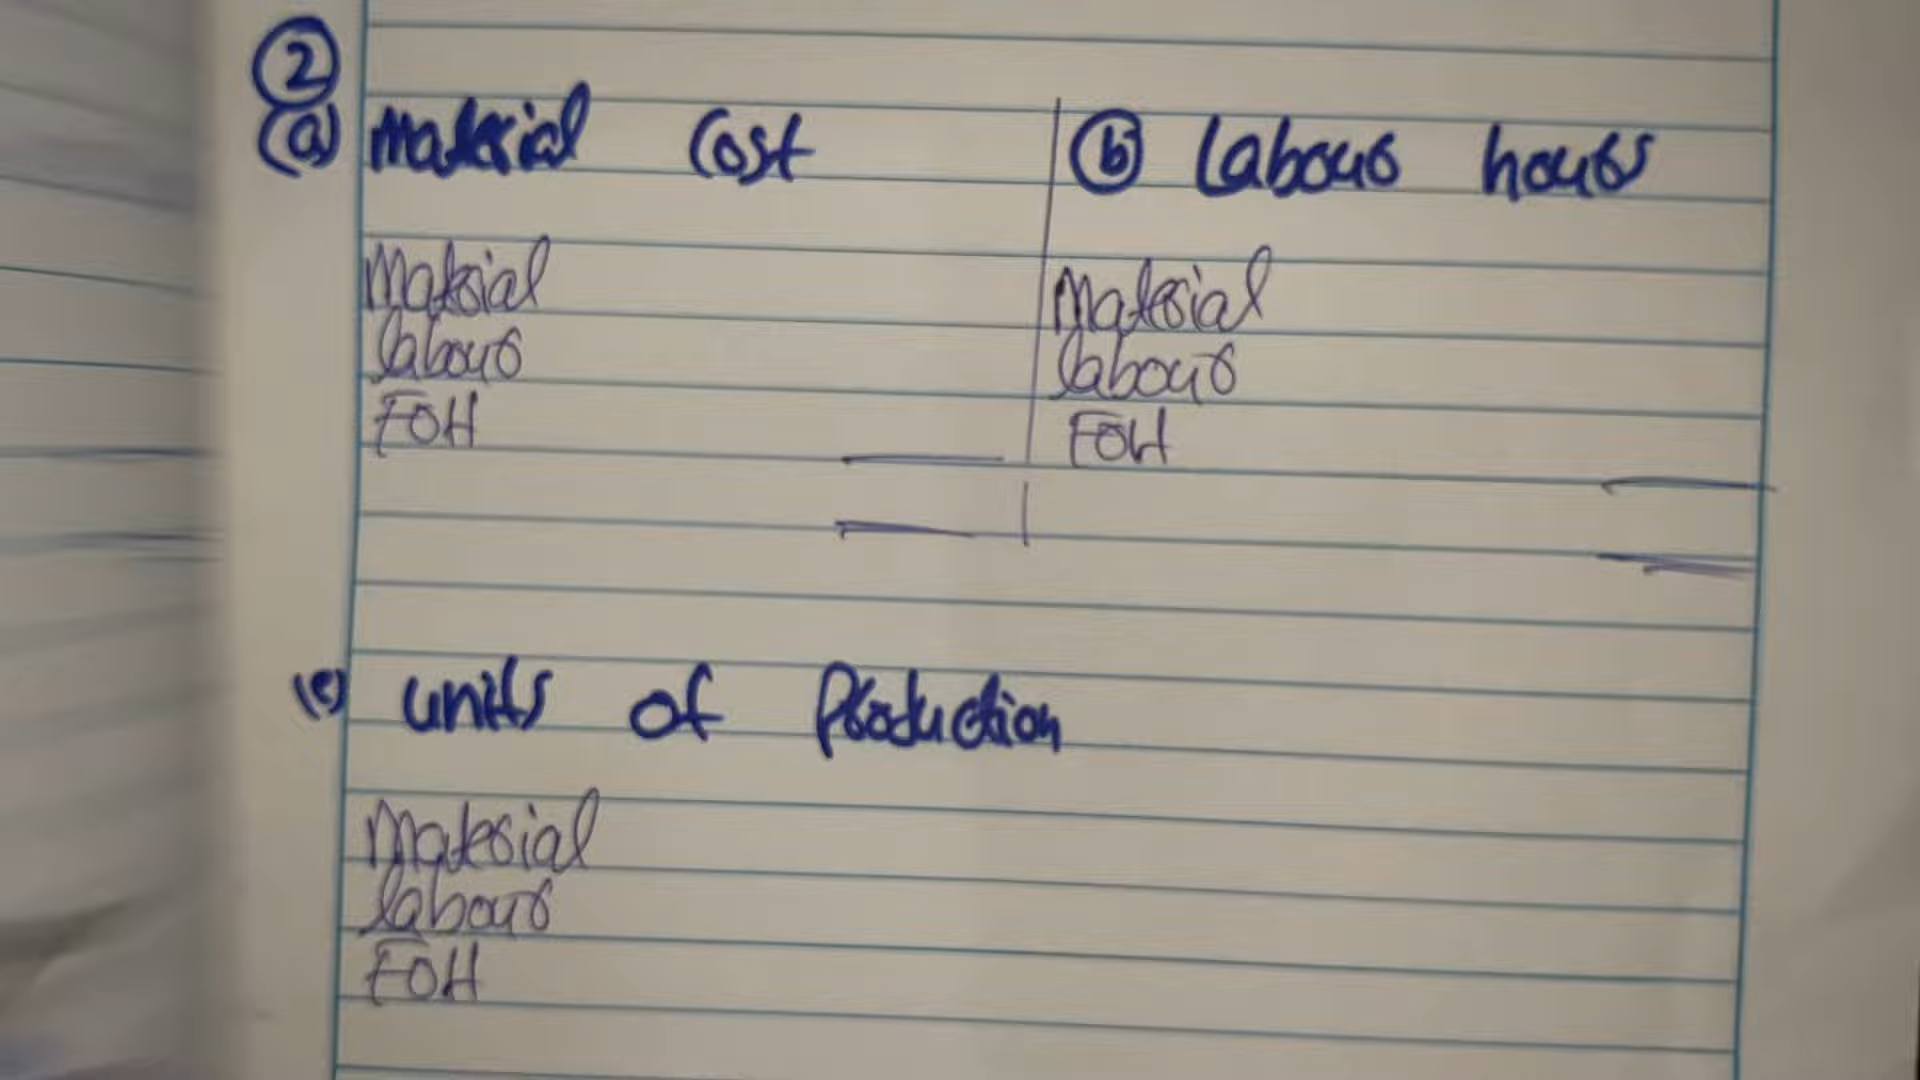 2
(a) Material Cost
(b) Labour hours
Material
Labour
FOH
Material
Labour
FOH
(c) units of Production
Material
Labour
FOH